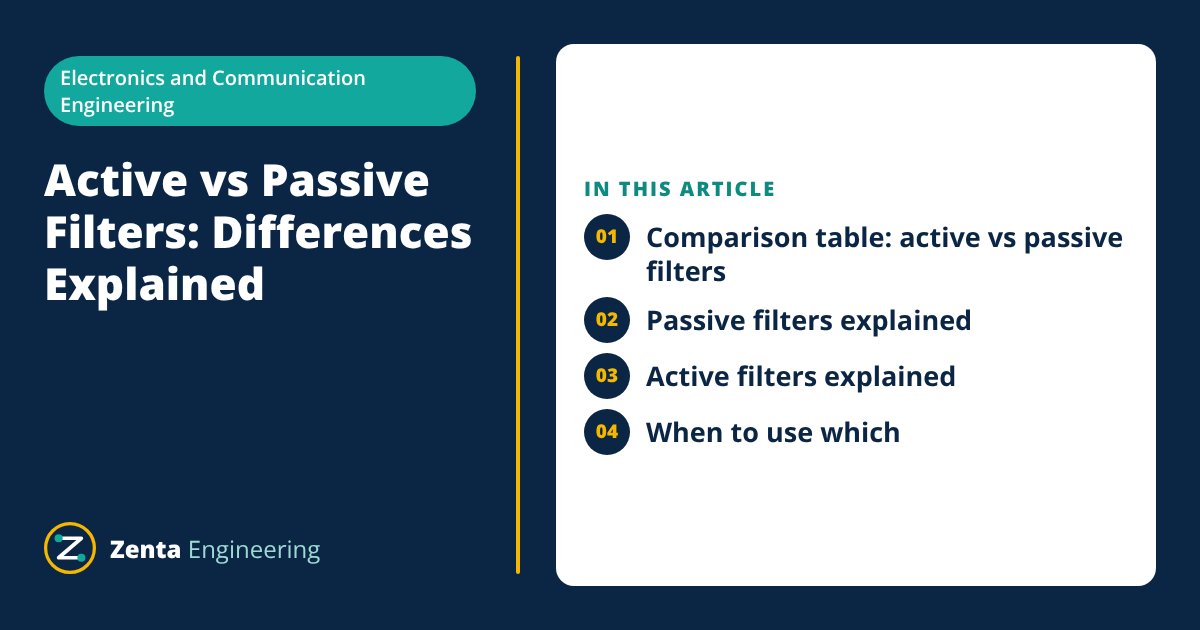 Electronics and Communication
Engineering
Active vs Passive
Filters: Differences
Explained
Zenta Engineering
IN THIS ARTICLE
01 Comparison table: active vs passive
filters
02 Passive filters explained
03 Active filters explained
04 When to use which